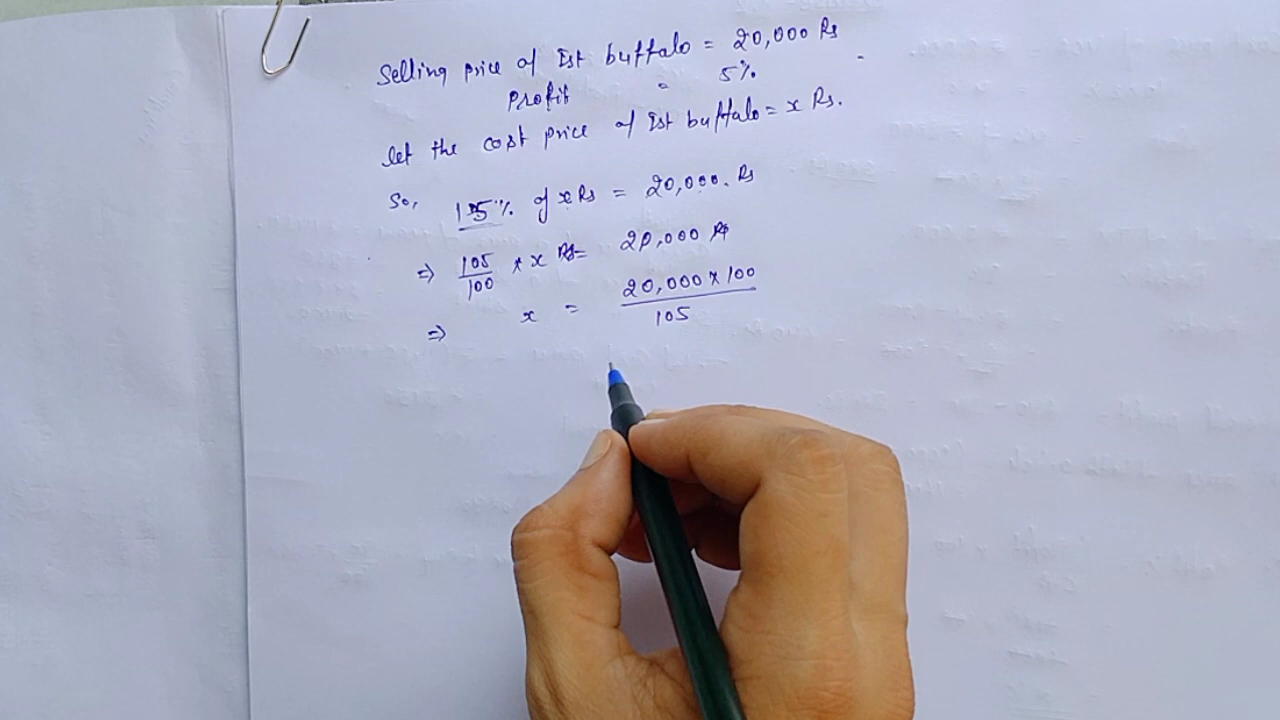 Selling price of Ist buffalo = 20,000 Rs
Profit = 5%
let the cost price of Ist buffalo = x Rs.
So, 105% of x Rs = 20,000. Rs
⇒ 105/100 * x Rs = 20,000 Rs
⇒ x = 20,000 × 100 / 105